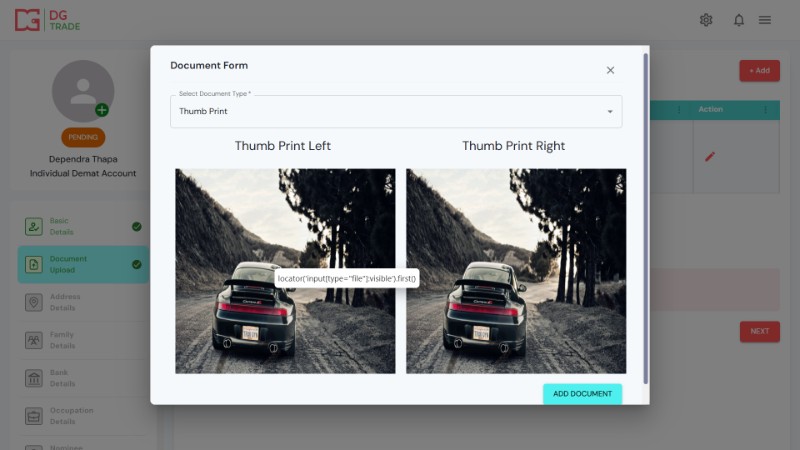 DG
TRADE
Document Form
Select Document Type *
Thumb Print
+ Add
Action
Thumb Print Left
Thumb Print Right
PENDING
Dependra Thapa
Individual Demat Account
Basic
Details
Document
Upload
Address
Details
Family
Details
Bank
Details
Occupation
Details
Nominee
locator('input[type="file"]:visible').first()
NEXT
ADD DOCUMENT